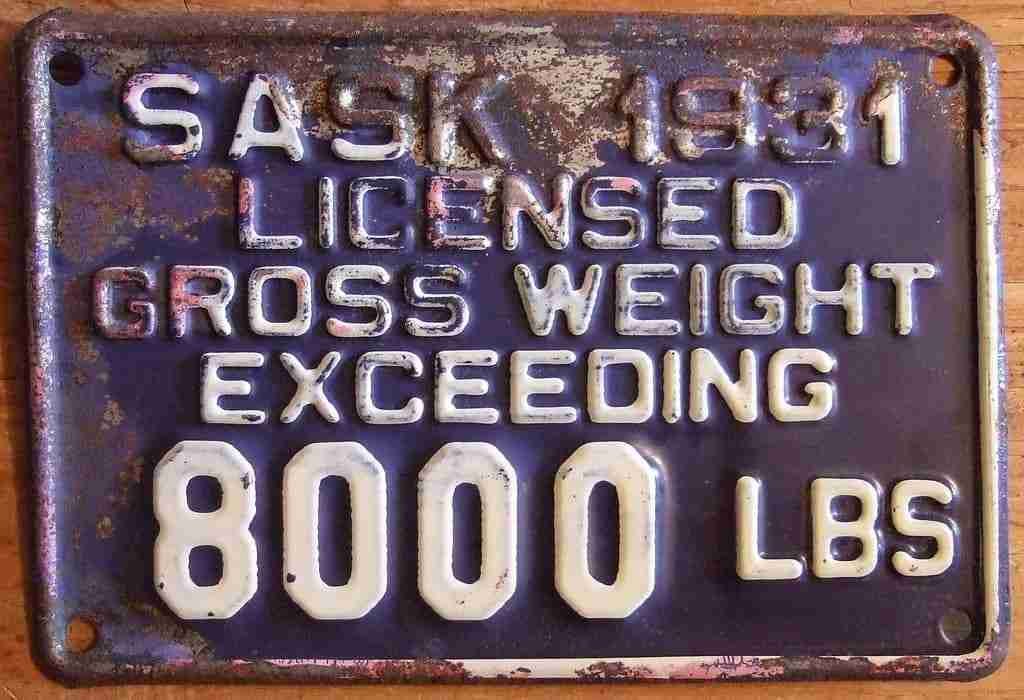 SASK 1931
LICENSED
GROSS WEIGHT
EXCEEDING
8000 LBS